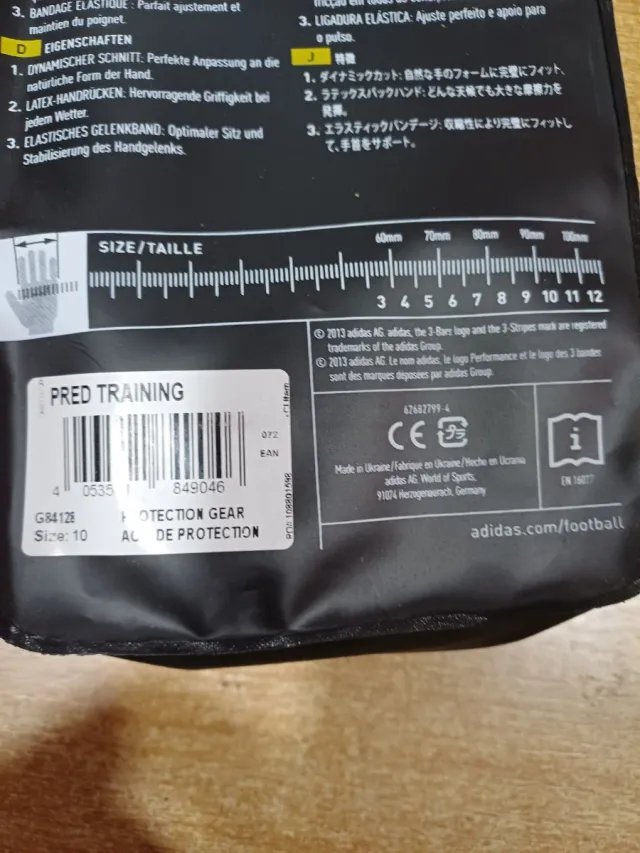 3. BANDAGE ÉLASTIQUE : Parfait ajustement et
maintien du poignet.
D EIGENSCHAFTEN
1. DYNAMISCHER SCHNITT: Perfekte Anpassung an die
natürliche Form der Hand.
2. LATEX-HANDRÜCKEN: Hervorragende Griffigkeit bei
jedem Wetter.
3. ELASTISCHES GELENKBAND: Optimaler Sitz und
Stabilisierung des Handgelenks.
3. LIGADURA ELÁSTICA: Ajuste perfeito e apoio para
o pulso.
J 特徴
1. ダイナミックカット: 自然な手のフォームに完璧にフィット、
2. ラテックスバックハンド: どんな天候でも大きな摩擦力を
発揮。
3. エラスティックバンデージ: 収縮性により完璧にフィットし
て、手首をサポート。
SIZE/TAILLE
60mm 70mm 80mm 90mm 100mm
3 4 5 6 7 8 9 10 11 12
© 2013 adidas AG. adidas, the 3-Bars logo and the 3-Stripes mark are registered
trademarks of the adidas Group.
© 2013 adidas AG. Le nom adidas, le logo Performance et le logo des 3 bandes
sont des marques déposées par adidas Group.
PRED TRAINING
072
EAN
4 0535 849046
G84128 OTECTION GEAR
Size: 10 DE PROTECTION
62682799-4
CE プラ
Made in Ukraine/Fabriqué en Ukraine/Hecho en Ucrania
adidas AG, World of Sports,
91074 Herzogenaurach, Germany
i
EN 16027
adidas.com/football